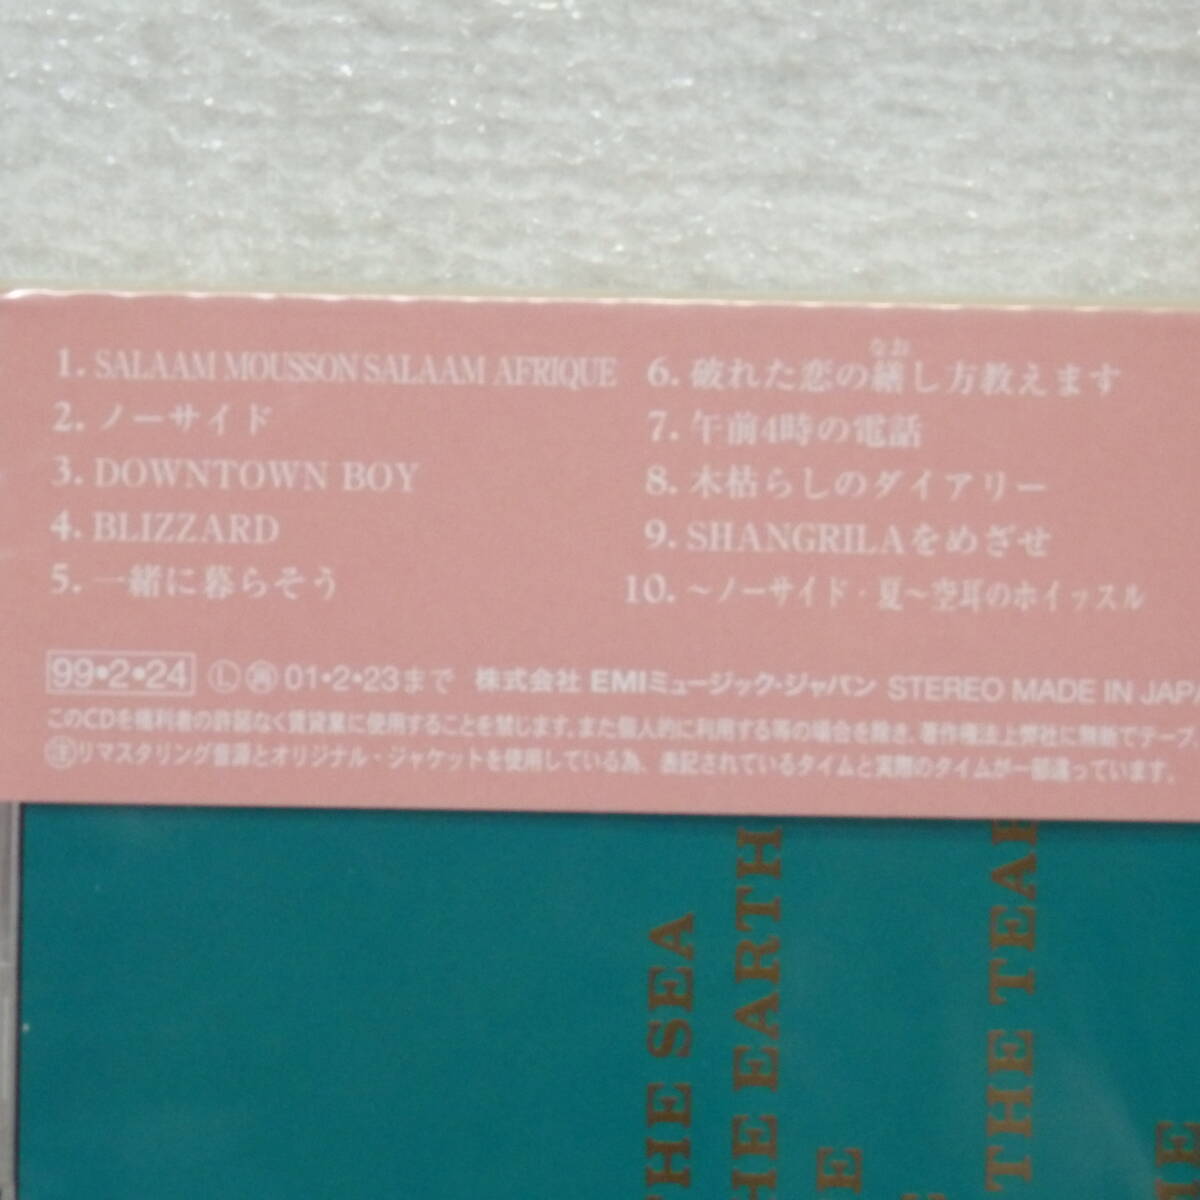 1. SALAAM MOUSSON SALAAM AFRIQUE
2. ノーサイド
3. DOWNTOWN BOY
4. BLIZZARD
5. 一緒に暮らそう
なお
6. 破れた恋の繕し方教えます
7. 午前4時の電話
8. 木枯らしのダイアリー
9. SHANGRILAをめざせ
10. 〜ノーサイド・夏〜空耳のホイッスル
99•2•24 Ⓛ 01•2•23まで 株式会社 EMIミュージック・ジャパン STEREO MADE IN JAP
このCDを権利者の許諾なく賃貸業に使用することを禁じます。また個人的に利用する等の場合を除き、著作権法上弊社に無断でテープ
㊟リマスタリング音源とオリジナル・ジャケットを使用している為、表記されているタイムと実際のタイムが一部違っています。
THE SEA
THE EARTH
E
THE TEAR
ME